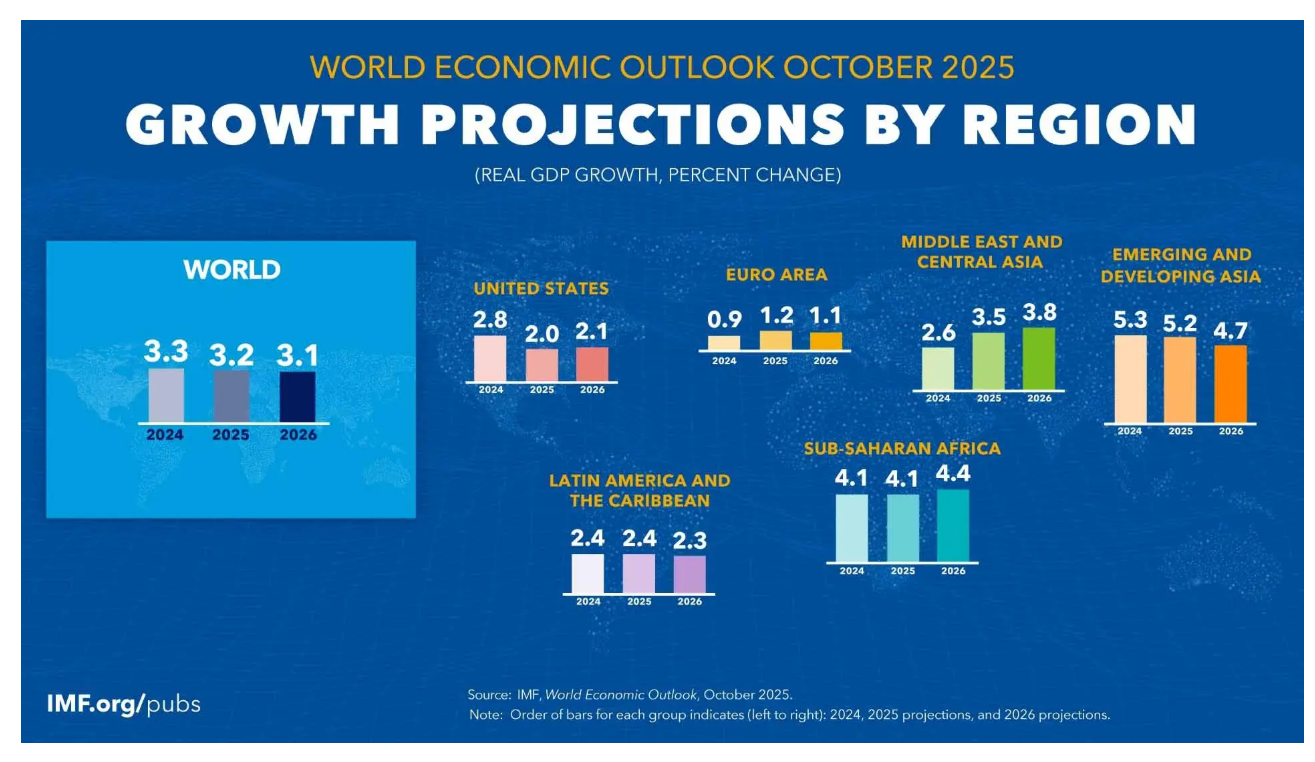 WORLD ECONOMIC OUTLOOK OCTOBER 2025
GROWTH PROJECTIONS BY REGION
(REAL GDP GROWTH, PERCENT CHANGE)
WORLD
3.3 3.2 3.1
2024 2025 2026
UNITED STATES
2.8 2.0 2.1
2024 2025 2026
EURO AREA
0.9 1.2 1.1
2024 2025 2026
MIDDLE EAST AND
CENTRAL ASIA
2.6 3.5 3.8
2024 2025 2026
EMERGING AND
DEVELOPING ASIA
5.3 5.2 4.7
2024 2025 2026
LATIN AMERICA AND
THE CARIBBEAN
2.4 2.4 2.3
2024 2025 2026
SUB-SAHARAN AFRICA
4.1 4.1 4.4
2024 2025 2026
IMF.org/pubs
Source: IMF, World Economic Outlook, October 2025.
Note: Order of bars for each group indicates (left to right): 2024, 2025 projections, and 2026 projections.